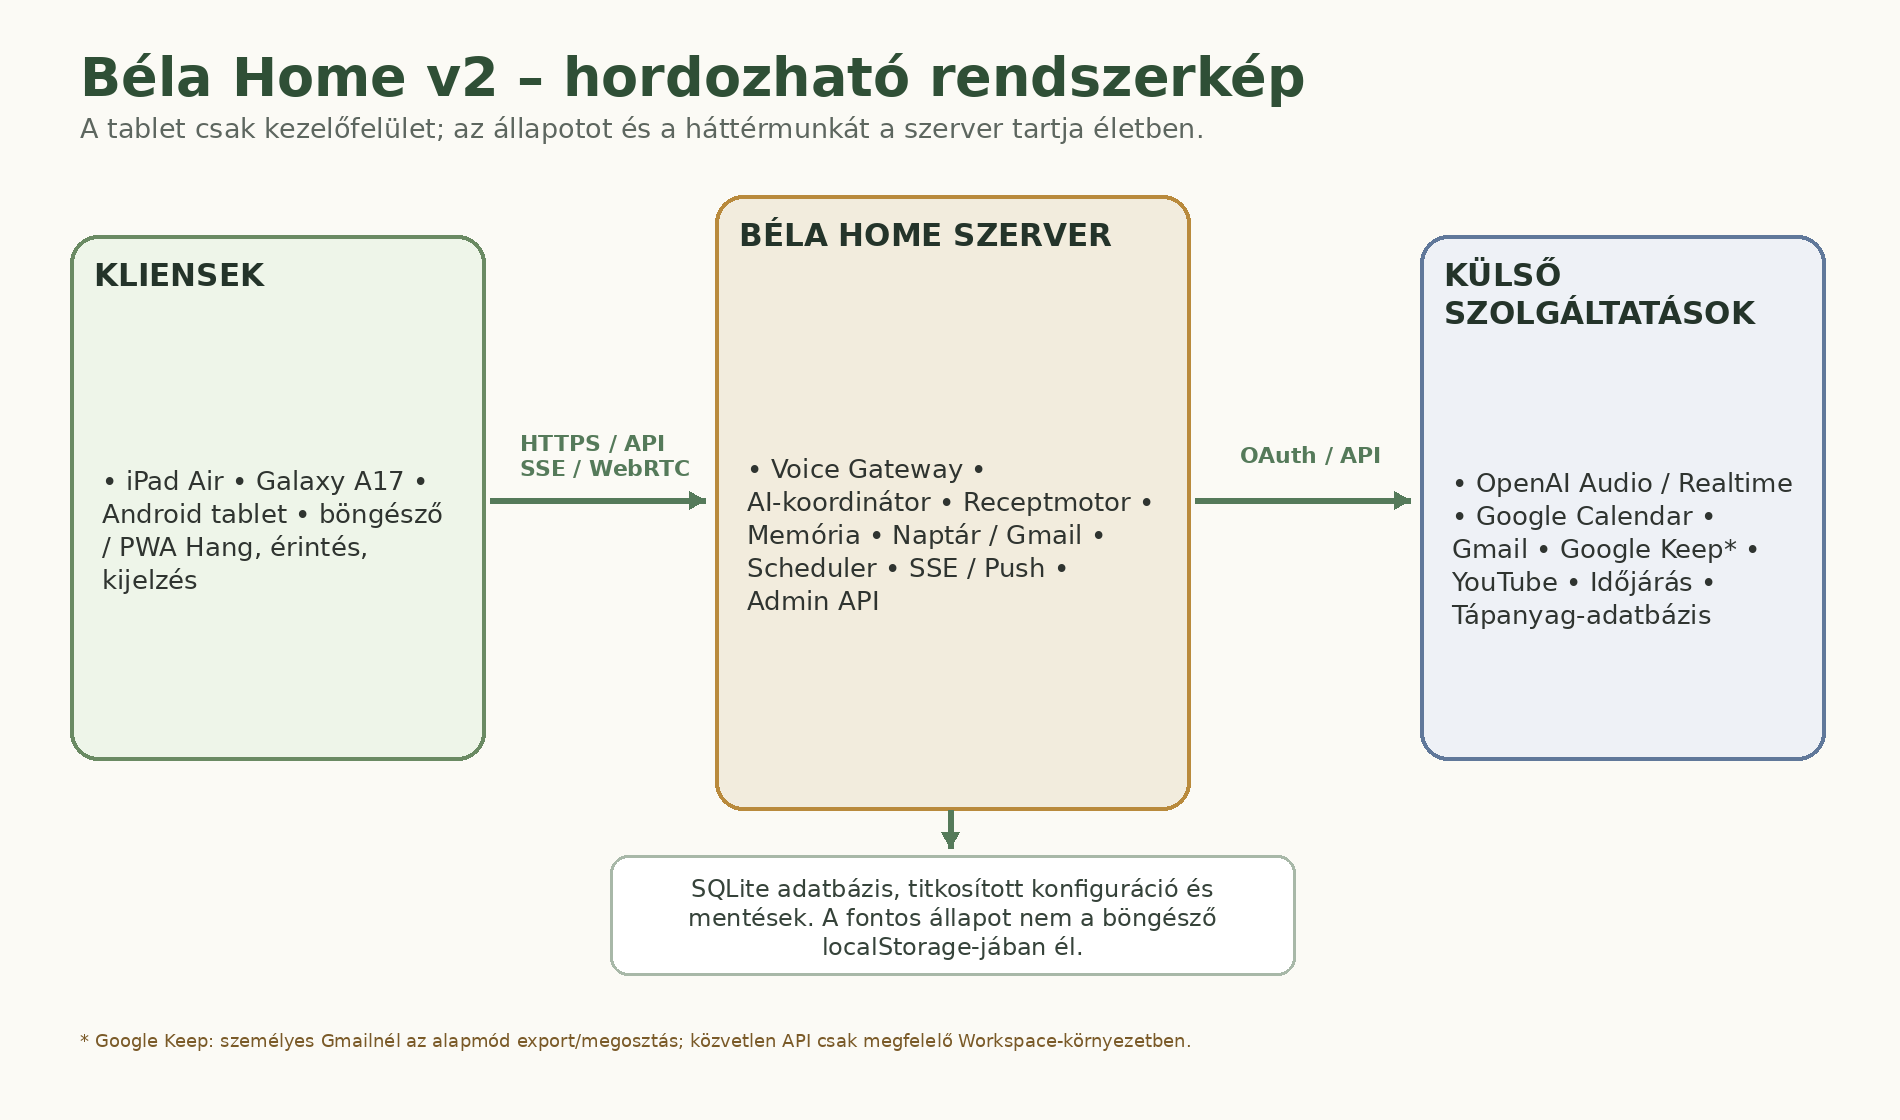 Béla Home v2 – hordozható rendszerkép
A tablet csak kezelőfelület; az állapotot és a háttérmunkát a szerver tartja életben.
KLIENSEK
• iPad Air • Galaxy A17 •
Android tablet • böngésző
/ PWA Hang, érintés,
kijelzés
HTTPS / API
SSE / WebRTC
BÉLA HOME SZERVER
• Voice Gateway •
AI-koordinátor • Receptmotor •
Memória • Naptár / Gmail •
Scheduler • SSE / Push •
Admin API
OAuth / API
KÜLSŐ
SZOLGÁLTATÁSOK
• OpenAI Audio / Realtime
• Google Calendar •
Gmail • Google Keep* •
YouTube • Időjárás •
Tápanyag-adatbázis
SQLite adatbázis, titkosított konfiguráció és
mentések. A fontos állapot nem a böngésző
localStorage-jában él.
* Google Keep: személyes Gmailnél az alapmód export/megosztás; közvetlen API csak megfelelő Workspace-környezetben.